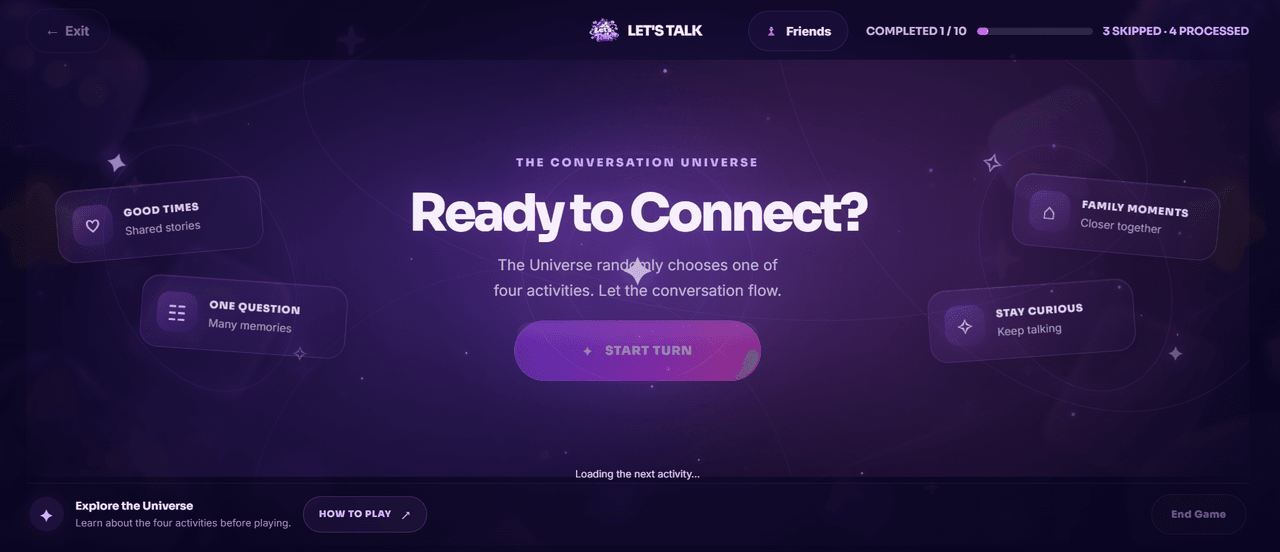 ← Exit
LET'S TALK
Friends
COMPLETED 1 / 10
3 SKIPPED · 4 PROCESSED
THE CONVERSATION UNIVERSE
Ready to Connect?
The Universe randomly chooses one of
four activities. Let the conversation flow.
START TURN
GOOD TIMES
Shared stories
ONE QUESTION
Many memories
FAMILY MOMENTS
Closer together
STAY CURIOUS
Keep talking
Loading the next activity...
Explore the Universe
Learn about the four activities before playing.
HOW TO PLAY ↗
End Game